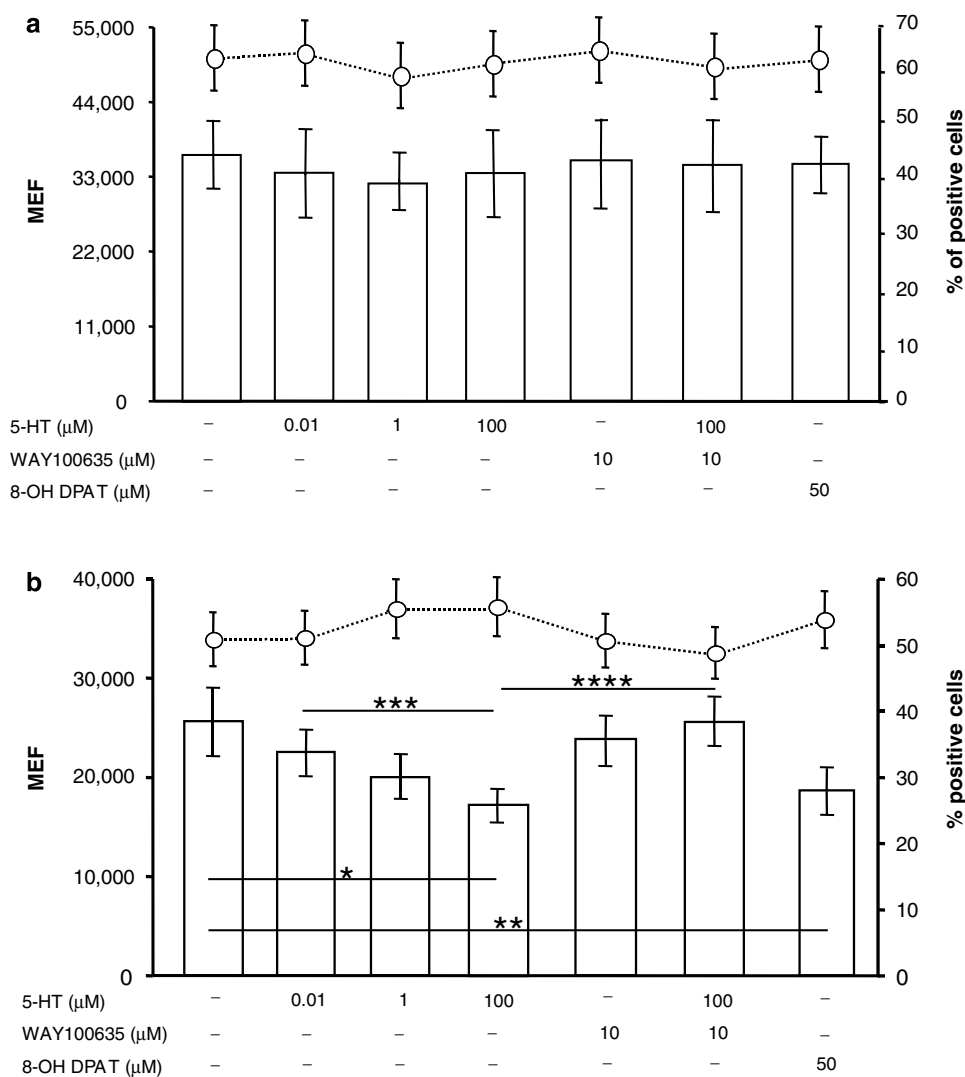 a
55,000
44,000
33,000
22,000
11,000
0
MEF
70
60
50
40
30
20
10
0
% of positive cells
5-HT (μM) – 0.01 1 100 – 100 –
WAY100635 (μM) – – – – 10 10 –
8-OH DPAT (μM) – – – – – – 50
b
40,000
30,000
20,000
10,000
0
MEF
60
50
40
30
20
10
0
% positive cells
****
***
*
**
5-HT (μM) – 0.01 1 100 – 100 –
WAY100635 (μM) – – – – 10 10 –
8-OH DPAT (μM) – – – – – – 50